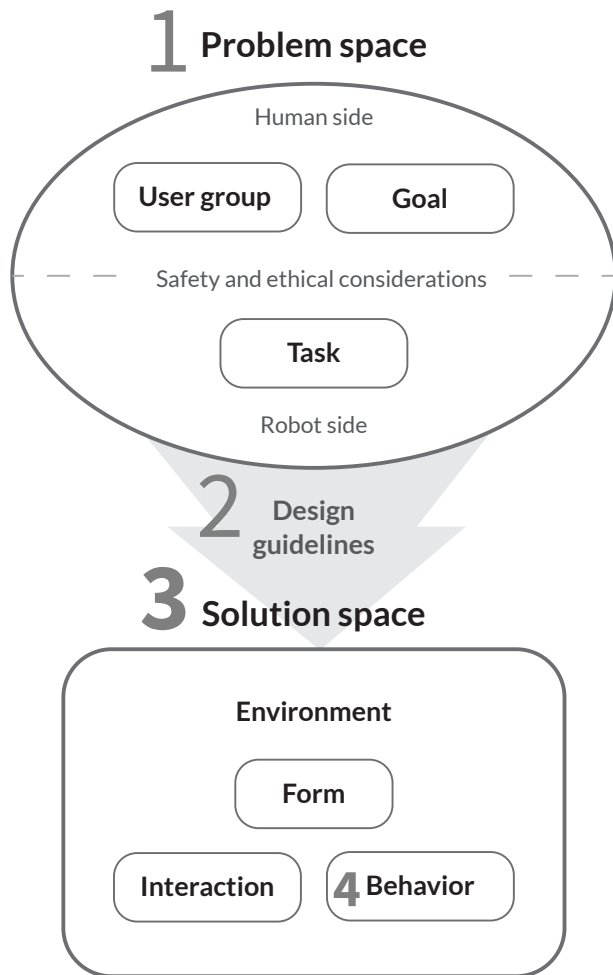 1 Problem space
Human side
User group
Goal
Safety and ethical considerations
Task
Robot side
2 Design
guidelines
3 Solution space
Environment
Form
Interaction
4 Behavior